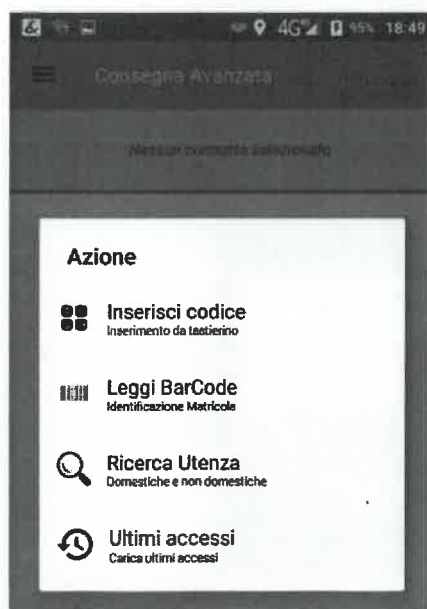 4G 95% 18:49
Consegna Avanzata
Nessun contratto selezionato
Azione
Inserisci codice
Inserimento da tastierino
Leggi BarCode
Identificazione Matricola
Ricerca Utenza
Domestiche e non domestiche
Ultimi accessi
Carica ultimi accessi